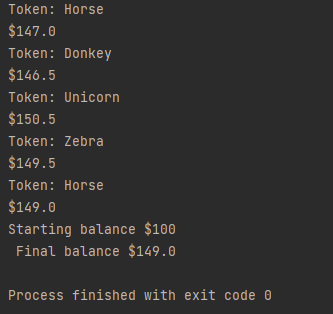 Token: Horse
$147.0
Token: Donkey
$146.5
Token: Unicorn
$150.5
Token: Zebra
$149.5
Token: Horse
$149.0
Starting balance $100
 Final balance $149.0

Process finished with exit code 0